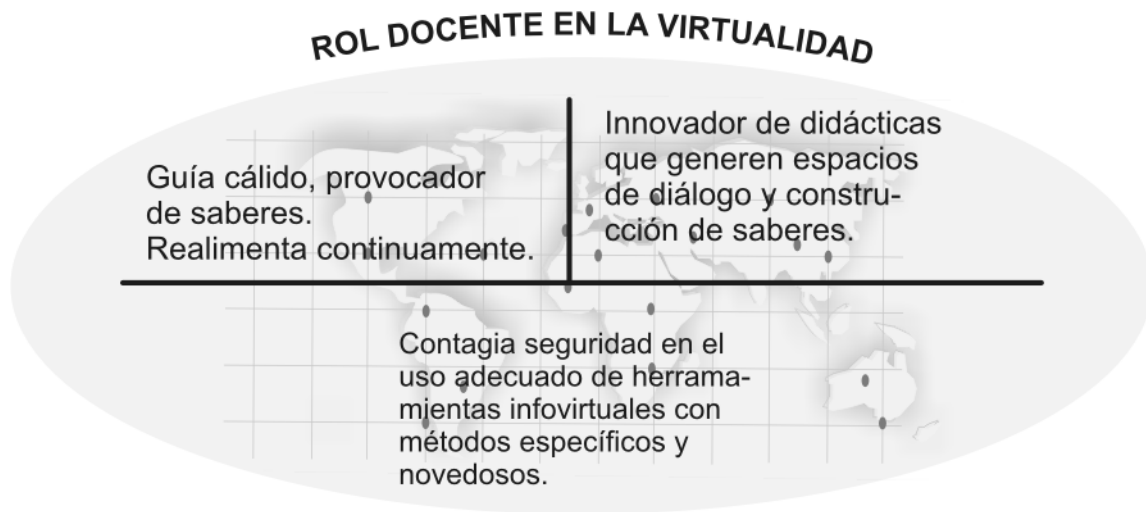 ROL DOCENTE EN LA VIRTUALIDAD
Guía cálido, provocador
de saberes.
Realimenta continuamente.
Innovador de didácticas
que generen espacios
de diálogo y constru-
cción de saberes.
Contagia seguridad en el
uso adecuado de herrama-
mientas infovirtuales con
métodos específicos y
novedosos.